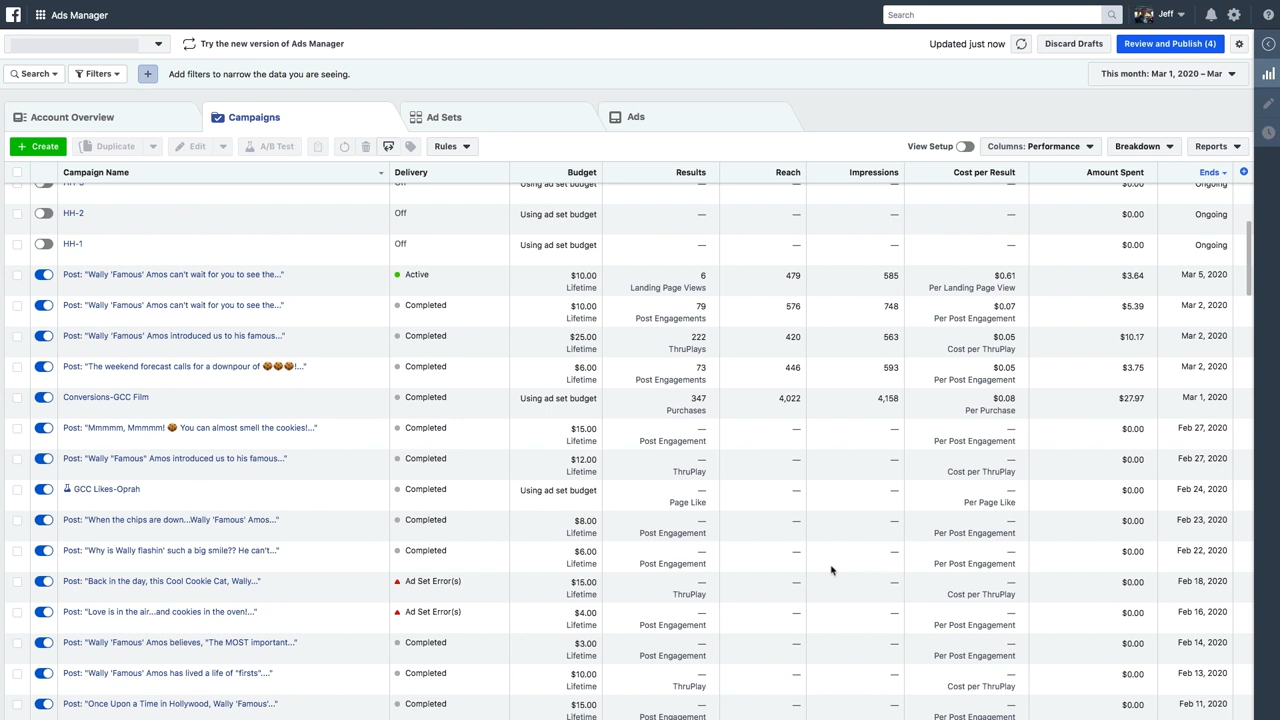 Ads Manager
Search
Jeff
Try the new version of Ads Manager
Updated just now
Discard Drafts
Review and Publish (4)
Search
Filters
+
Add filters to narrow the data you are seeing.
This month: Mar 1, 2020 – Mar
Account Overview
Campaigns
Ad Sets
Ads
+ Create
Duplicate
Edit
A/B Test
Rules
View Setup
Columns: Performance
Breakdown
Reports
Campaign Name Delivery Budget Results Reach Impressions Cost per Result Amount Spent Ends
HH-3 Off Using ad set budget — — — — $0.00 Ongoing
HH-2 Off Using ad set budget — — — — $0.00 Ongoing
HH-1 Off Using ad set budget — — — — $0.00 Ongoing
Post: "Wally 'Famous' Amos can't wait for you to see the..." Active $10.00 6 479 585 $0.61 $3.64 Mar 5, 2020
Lifetime Landing Page Views Per Landing Page View
Post: "Wally 'Famous' Amos can't wait for you to see the..." Completed $10.00 79 576 748 $0.07 $5.39 Mar 2, 2020
Lifetime Post Engagements Per Post Engagement
Post: "Wally 'Famous' Amos introduced us to his famous..." Completed $25.00 222 420 563 $0.05 $10.17 Mar 2, 2020
Lifetime ThruPlays Cost per ThruPlay
Post: "The weekend forecast calls for a downpour of 🍪🍪🍪!..." Completed $6.00 73 446 593 $0.05 $3.75 Mar 2, 2020
Lifetime Post Engagements Per Post Engagement
Conversions-GCC Film Completed Using ad set budget 347 4,022 4,158 $0.08 $27.97 Mar 1, 2020
Purchases Per Purchase
Post: "Mmmm, Mmmm! 🍪 You can almost smell the cookies!..." Completed $15.00 — — — — $0.00 Feb 27, 2020
Lifetime Post Engagement Per Post Engagement
Post: "Wally "Famous" Amos introduced us to his famous..." Completed $12.00 — — — — $0.00 Feb 27, 2020
Lifetime ThruPlay Cost per ThruPlay
GCC Likes-Oprah Completed Using ad set budget — — — — $0.00 Feb 24, 2020
Page Like Per Page Like
Post: "When the chips are down...Wally 'Famous' Amos..." Completed $8.00 — — — — $0.00 Feb 23, 2020
Lifetime Post Engagement Per Post Engagement
Post: "Why is Wally flashin' such a big smile?? He can't..." Completed $6.00 — — — — $0.00 Feb 22, 2020
Lifetime Post Engagement Per Post Engagement
Post: "Back in the day, this Cool Cookie Cat, Wally..." Ad Set Error(s) $15.00 — — — — $0.00 Feb 18, 2020
Lifetime ThruPlay Cost per ThruPlay
Post: "Love is in the air...and cookies in the oven!..." Ad Set Error(s) $4.00 — — — — $0.00 Feb 16, 2020
Lifetime Post Engagement Per Post Engagement
Post: "Wally 'Famous' Amos believes, "The MOST important..." Completed $3.00 — — — — $0.00 Feb 14, 2020
Lifetime Post Engagement Per Post Engagement
Post: "Wally 'Famous' Amos has lived a life of "firsts"...." Completed $10.00 — — — — $0.00 Feb 13, 2020
Lifetime ThruPlay Cost per ThruPlay
Post: "Once Upon a Time in Hollywood, Wally 'Famous'..." Completed $15.00 — — — — $0.00 Feb 11, 2020
Lifetime Post Engagement Per Post Engagement